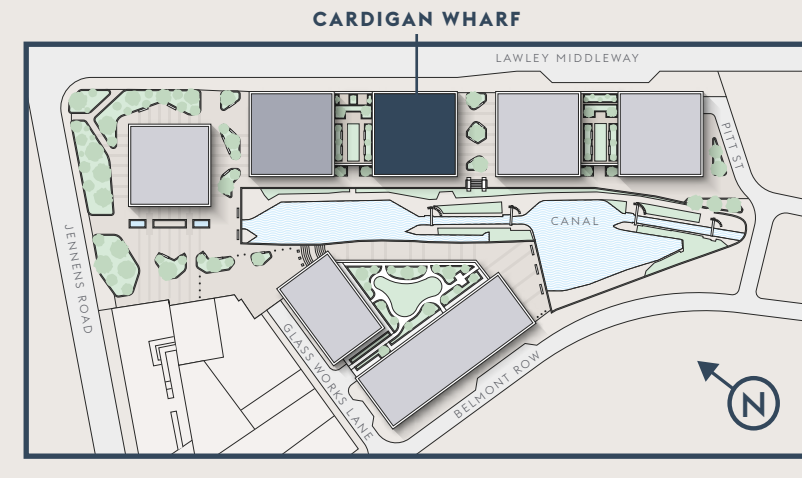 CARDIGAN WHARF
LAWLEY MIDDLEWAY
PITT ST
CANAL
JENNENS ROAD
GLASS WORKS LANE
BELMONT ROW
N